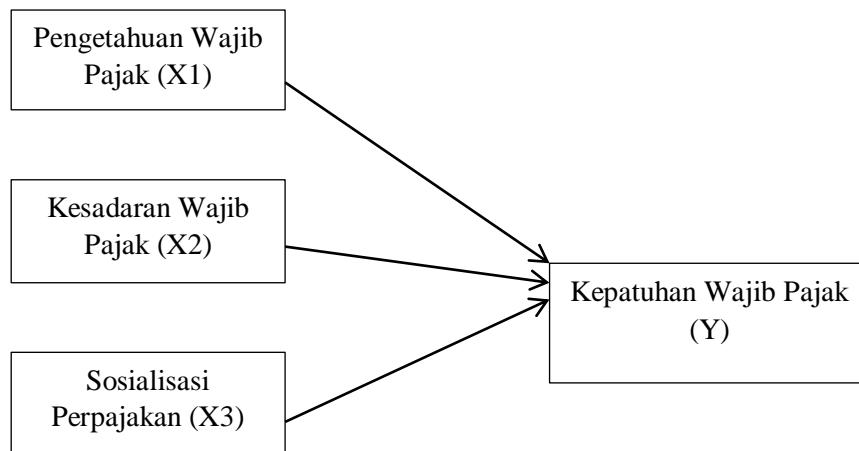 Pengetahuan Wajib
Pajak (X1)
Kesadaran Wajib
Pajak (X2)
Kepatuhan Wajib Pajak
(Y)
Sosialisasi
Perpajakan (X3)